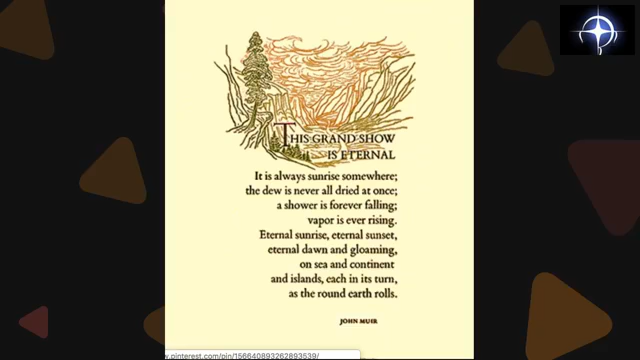 THIS GRAND SHOW
IS ETERNAL
It is always sunrise somewhere;
the dew is never all dried at once;
a shower is forever falling;
vapor is ever rising.
Eternal sunrise, eternal sunset,
eternal dawn and gloaming,
on sea and continent
and islands, each in its turn,
as the round earth rolls.
JOHN MUIR
w.pinterest.com/pin/156640893262893539/